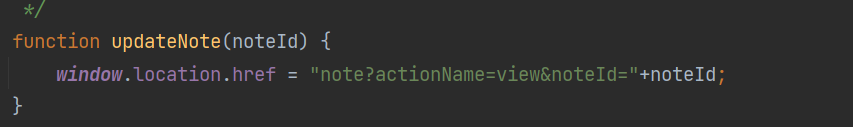 */
function updateNote(noteId) {
    window.location.href = "note?actionName=view&noteId="+noteId;
}